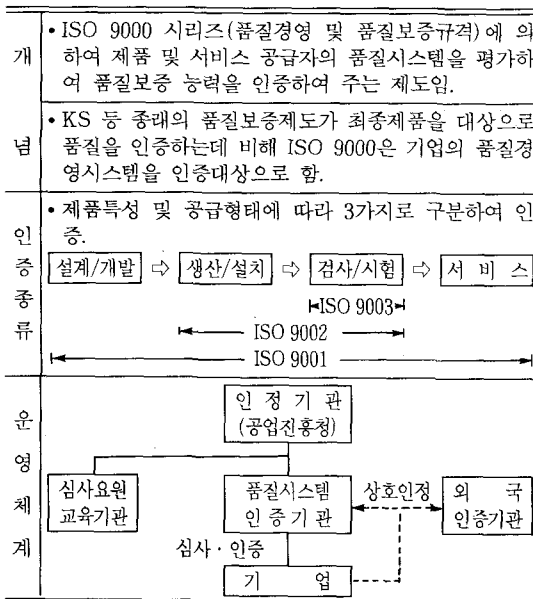 개
념
• ISO 9000 시리즈(품질경영 및 품질보증규격)에 의
하여 제품 및 서비스 공급자의 품질시스템을 평가하
여 품질보증 능력을 인증하여 주는 제도임.
• KS 등 종래의 품질보증제도가 최종제품을 대상으로
품질을 인증하는데 비해 ISO 9000은 기업의 품질경
영시스템을 인증대상으로 함.
인
증
종
류
• 제품특성 및 공급형태에 따라 3가지로 구분하여 인
증.
설계/개발 ⇨ 생산/설치 ⇨ 검사/시험 ⇨ 서 비 스
ISO 9003
ISO 9002
ISO 9001
운
영
체
계
인 정 기 관
(공업진흥청)
심사요원
교육기관
품질시스템
인 증 기 관
상호인정
외 국
인증기관
심사 · 인증
기 업